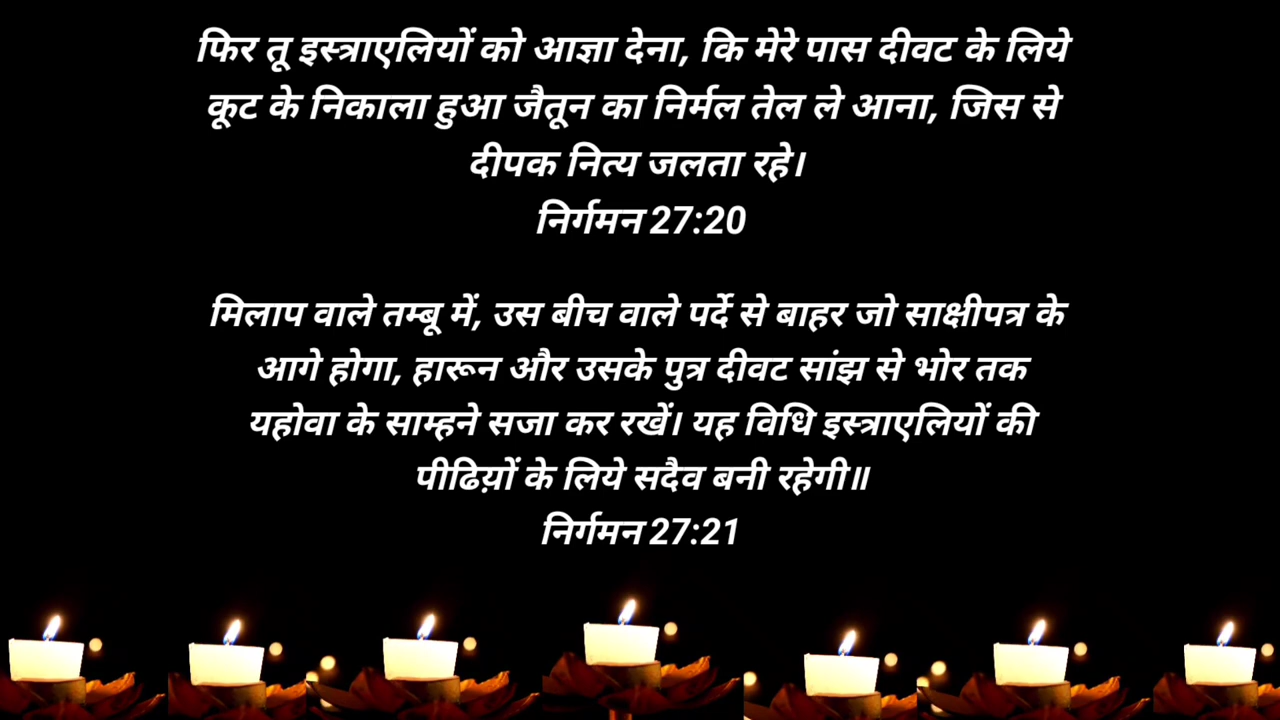 फिर तू इस्त्राएलियों को आज्ञा देना, कि मेरे पास दीवट के लिये
कूट के निकाला हुआ जैतून का निर्मल तेल ले आना, जिस से
दीपक नित्य जलता रहे।
निर्गमन 27:20
मिलाप वाले तम्बू में, उस बीच वाले पर्दे से बाहर जो साक्षीपत्र के
आगे होगा, हारून और उसके पुत्र दीवट सांझ से भोर तक
यहोवा के साम्हने सजा कर रखें। यह विधि इस्त्राएलियों की
पीढिय़ों के लिये सदैव बनी रहेगी॥
निर्गमन 27:21